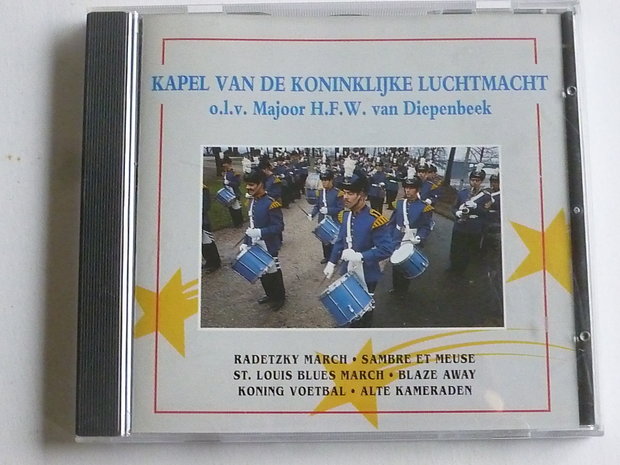 KAPEL VAN DE KONINKLIJKE LUCHTMACHT
o.l.v. Majoor H.F.W. van Diepenbeek
RADETZKY MARCH • SAMBRE ET MEUSE
ST. LOUIS BLUES MARCH • BLAZE AWAY
KONING VOETBAL • ALTE KAMERADEN